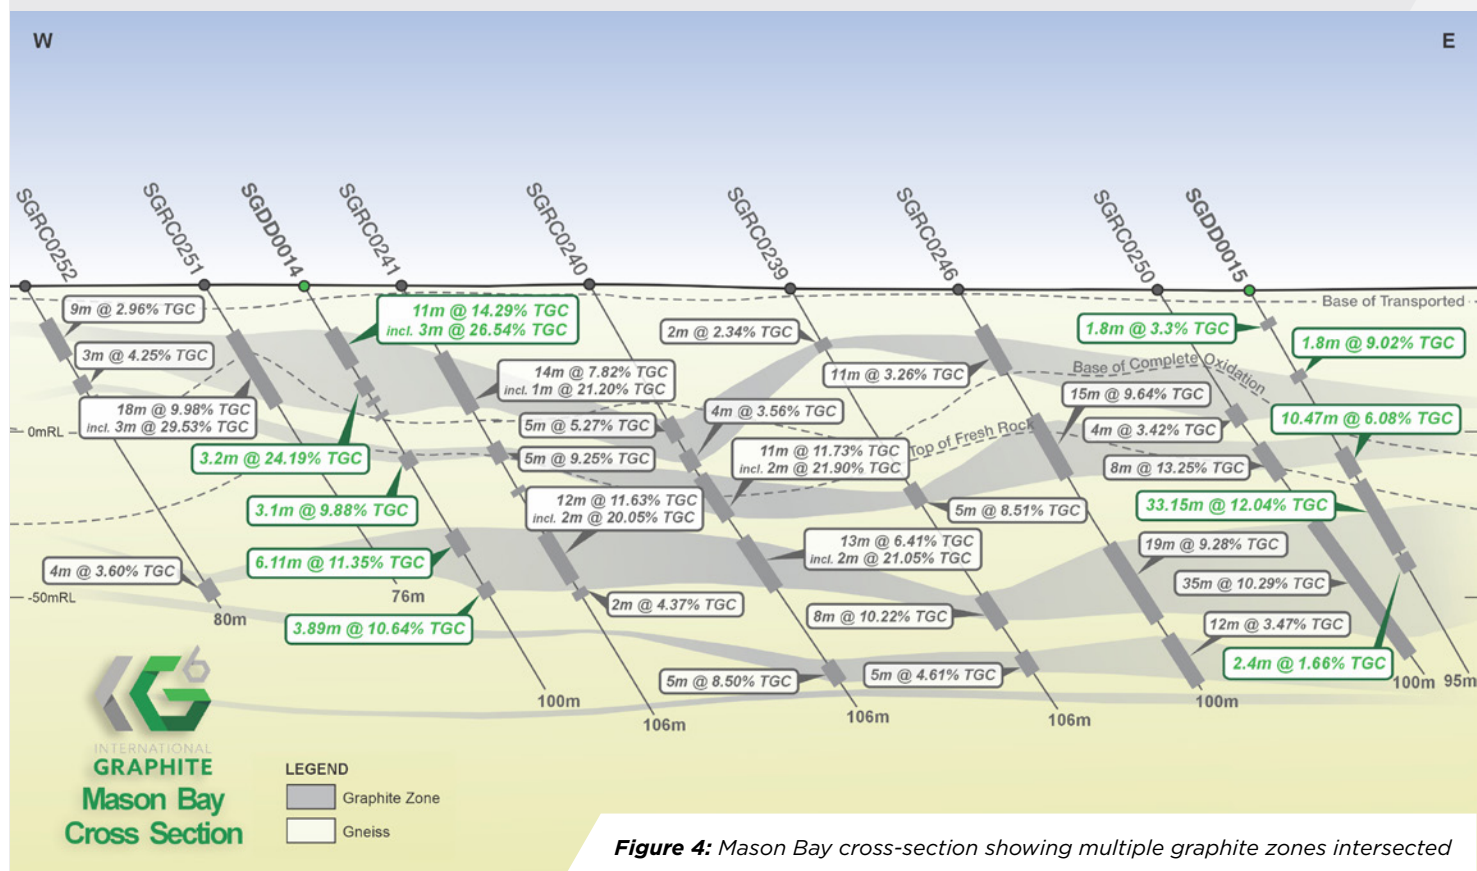 W
E
SGRC0252
SGRC0251
SGDD0014
SGRC0241
SGRC0240
SGRC0239
SGRC0246
SGRC0250
SGDD0015
Base of Transported
9m @ 2.96% TGC
11m @ 14.29% TGC
incl. 3m @ 26.54% TGC
2m @ 2.34% TGC
1.8m @ 3.3% TGC
1.8m @ 9.02% TGC
3m @ 4.25% TGC
14m @ 7.82% TGC
incl. 1m @ 21.20% TGC
11m @ 3.26% TGC
Base of Complete Oxidation
15m @ 9.64% TGC
18m @ 9.98% TGC
incl. 3m @ 29.53% TGC
4m @ 3.56% TGC
10.47m @ 6.08% TGC
0mRL
5m @ 5.27% TGC
4m @ 3.42% TGC
Top of Fresh Rock
3.2m @ 24.19% TGC
5m @ 9.25% TGC
11m @ 11.73% TGC
incl. 2m @ 21.90% TGC
8m @ 13.25% TGC
3.1m @ 9.88% TGC
12m @ 11.63% TGC
incl. 2m @ 20.05% TGC
5m @ 8.51% TGC
33.15m @ 12.04% TGC
6.11m @ 11.35% TGC
13m @ 6.41% TGC
incl. 2m @ 21.05% TGC
19m @ 9.28% TGC
4m @ 3.60% TGC
35m @ 10.29% TGC
-50mRL
76m
2m @ 4.37% TGC
80m
8m @ 10.22% TGC
3.89m @ 10.64% TGC
12m @ 3.47% TGC
2.4m @ 1.66% TGC
5m @ 8.50% TGC
5m @ 4.61% TGC
100m
106m
106m
106m
100m
100m
95m
G6
INTERNATIONAL
GRAPHITE
Mason Bay
Cross Section
LEGEND
Graphite Zone
Gneiss
Figure 4: Mason Bay cross-section showing multiple graphite zones intersected